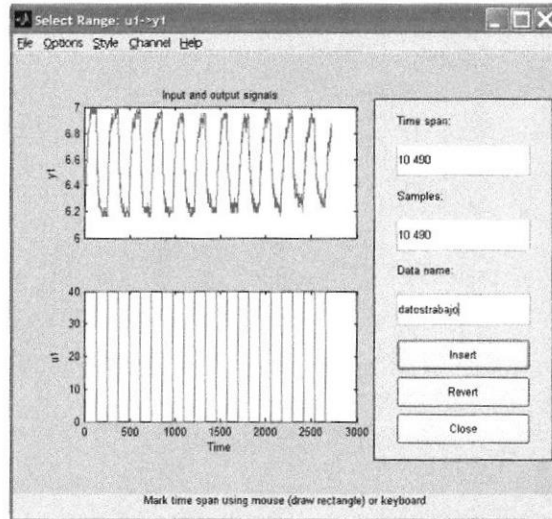 Select Range: u1->y1
File Options Style Channel Help
Input and output signals
7
6.8
6.6
6.4
6.2
6
y1
40
30
20
10
0
u1
0 500 1000 1500 2000 2500 3000
Time
Time span:
10 490
Samples:
10 490
Data name:
datostrabajo
Insert
Revert
Close
Mark time span using mouse (draw rectangle) or keyboard